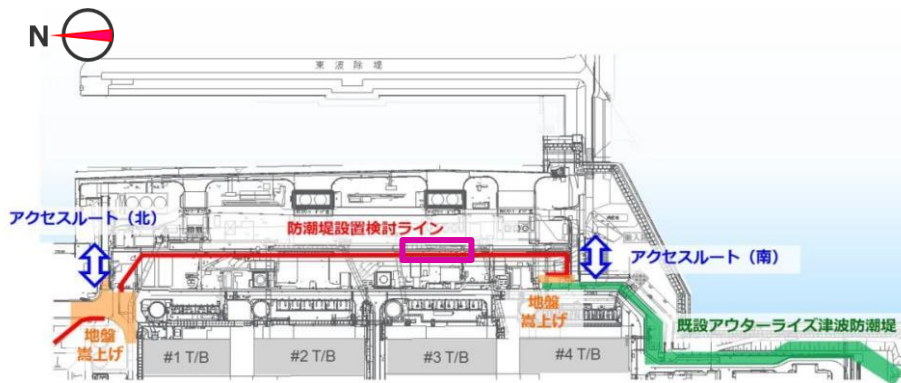 N
東波除堤
アクセスルート（北）
防潮堤設置検討ライン
アクセスルート（南）
地盤
嵩上げ
地盤
嵩上げ
既設アウターライズ津波防潮堤
#1 T/B
#2 T/B
#3 T/B
#4 T/B